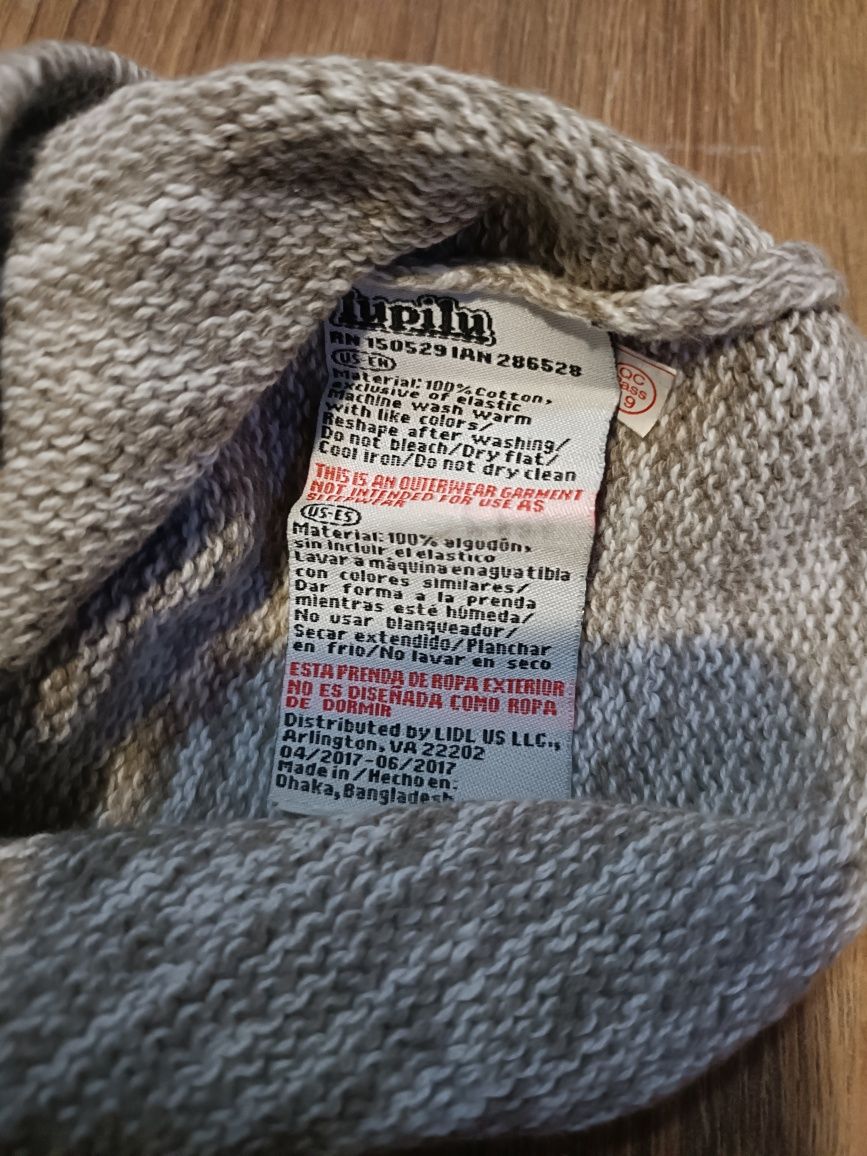 lupilu
RN 150529 IAN 286528
US-EN
Material: 100% Cotton,
exclusive of elastic
Machine wash warm
with like colors/
Reshape after washing/
Do not bleach/Dry flat/
Cool iron/Do not dry clean
THIS IS AN OUTERWEAR GARMENT
NOT INTENDED FOR USE AS
SLEEPWEAR
US-ES
Material: 100% algodón,
sin incluir el elastico
Lavar a máquina en agua tibia
con colores similares/
Dar forma a la prenda
mientras esté húmeda/
No usar blanqueador/
Secar extendido/Planchar
en frio/No lavar en seco
ESTA PRENDA DE ROPA EXTERIOR
NO ES DISEÑADA COMO ROPA
DE DORMIR
Distributed by LIDL US LLC.,
Arlington, VA 22202
04/2017-06/2017
Made in/Hecho en:
Dhaka, Bangladesh
QC
9